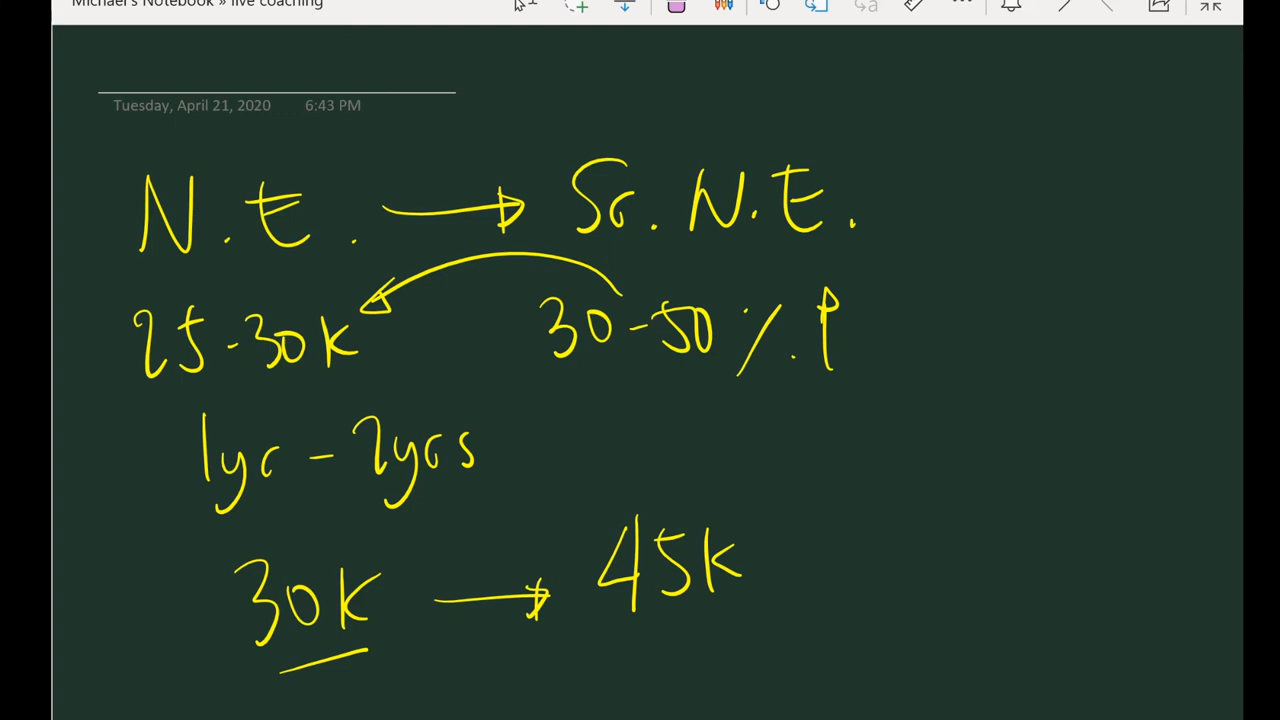 Michael's Notebook » live coaching
Tuesday, April 21, 2020 6:43 PM
N.E. → Sr. N.E.
25-30k 30-50% ↑
1yr - 2yrs
30k → 45k